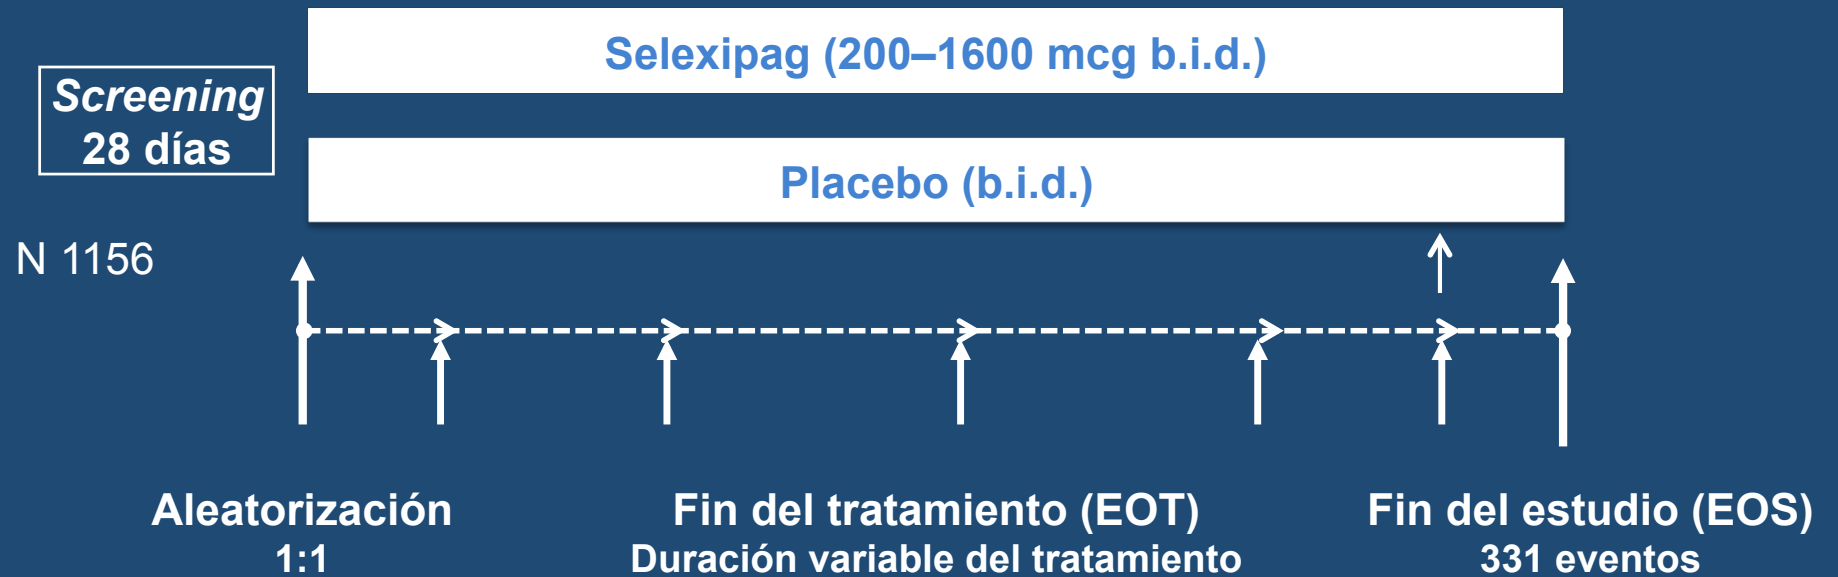 Selexipag (200–1600 mcg b.i.d.)
Screening
28 días
Placebo (b.i.d.)
N 1156
Aleatorización
1:1
Fin del tratamiento (EOT)
Duración variable del tratamiento
Fin del estudio (EOS)
331 eventos